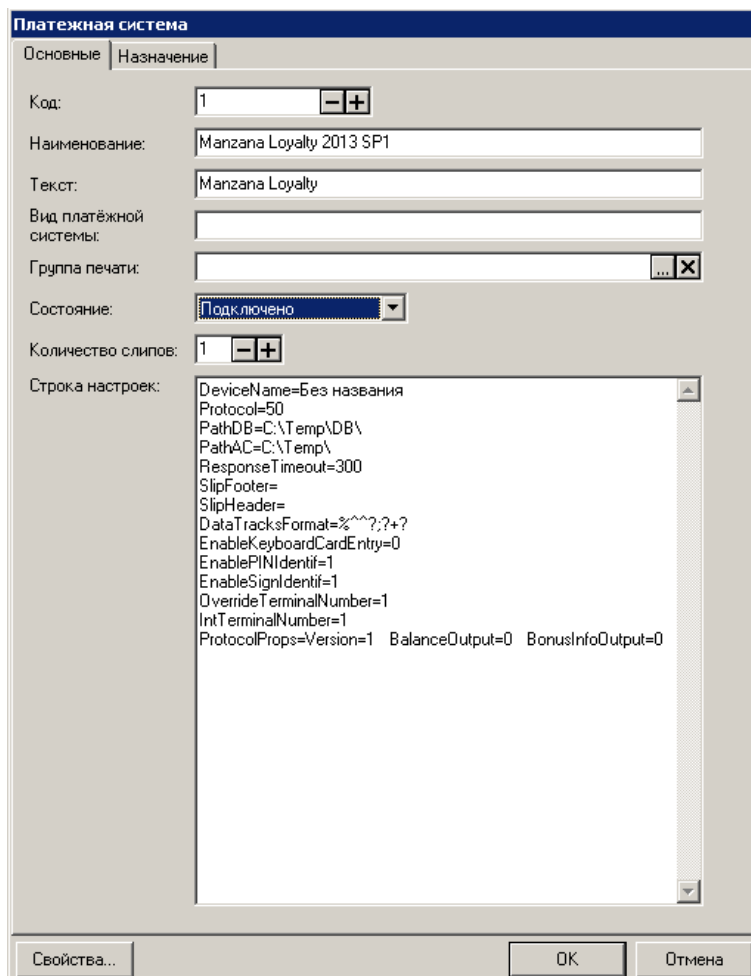 Платежная система
Основные Назначение
Код: 1
Наименование: Manzana Loyalty 2013 SP1
Текст: Manzana Loyalty
Вид платёжной
системы:
Группа печати: ...
Состояние: Подключено
Количество слипов: 1
Строка настроек:
DeviceName=Без названия
Protocol=50
PathDB=C:\Temp\DB\
PathAC=C:\Temp\
ResponseTimeout=300
SlipFooter=
SlipHeader=
DataTracksFormat=%^^?;?+?
EnableKeyboardCardEntry=0
EnablePINIdentif=1
EnableSignIdentif=1
OverrideTerminalNumber=1
IntTerminalNumber=1
ProtocolProps=Version=1 BalanceOutput=0 BonusInfoOutput=0
Свойства... OK Отмена